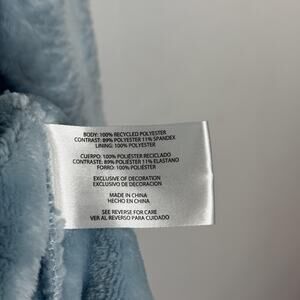 BODY: 100% RECYCLED POLYESTER
CONTRAST: 89% POLYESTER 11% SPANDEX
LINING: 100% POLYESTER
CUERPO: 100% POLIÉSTER RECICLADO
CONTRASTE: 89% POLIÉSTER 11% ELASTANO
FORRO: 100% POLIÉSTER
EXCLUSIVE OF DECORATION
EXCLUSIVO DE DECORACIÓN
MADE IN CHINA
HECHO EN CHINA
SEE REVERSE FOR CARE
VER AL REVERSO PARA CUIDADO